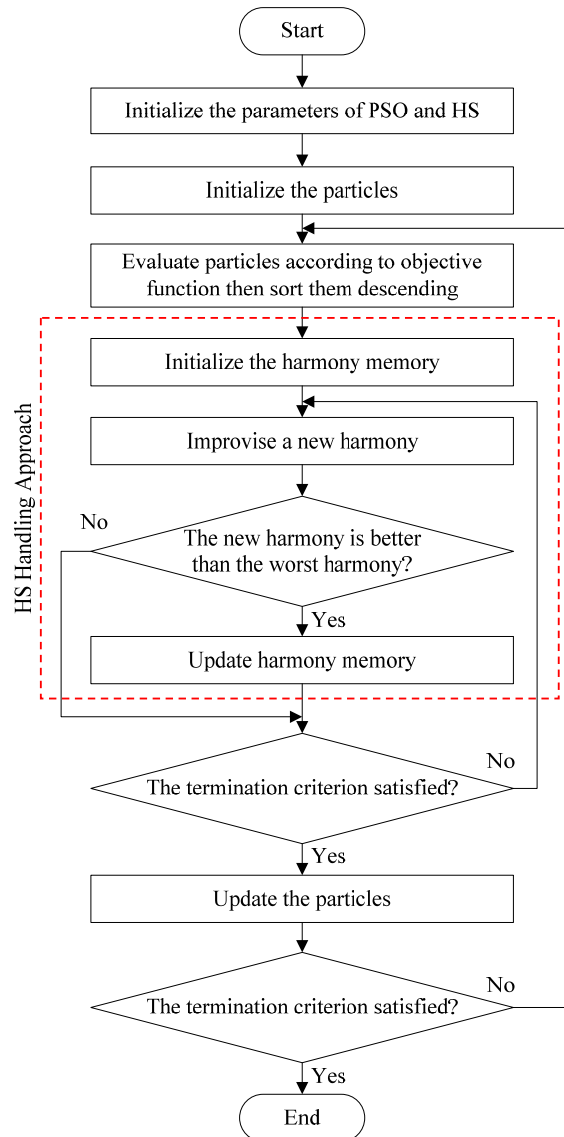 Start
Initialize the parameters of PSO and HS
Initialize the particles
Evaluate particles according to objective
function then sort them descending
HS Handling Approach
Initialize the harmony memory
Improvise a new harmony
No
The new harmony is better
than the worst harmony?
Yes
Update harmony memory
No
The termination criterion satisfied?
Yes
Update the particles
No
The termination criterion satisfied?
Yes
End